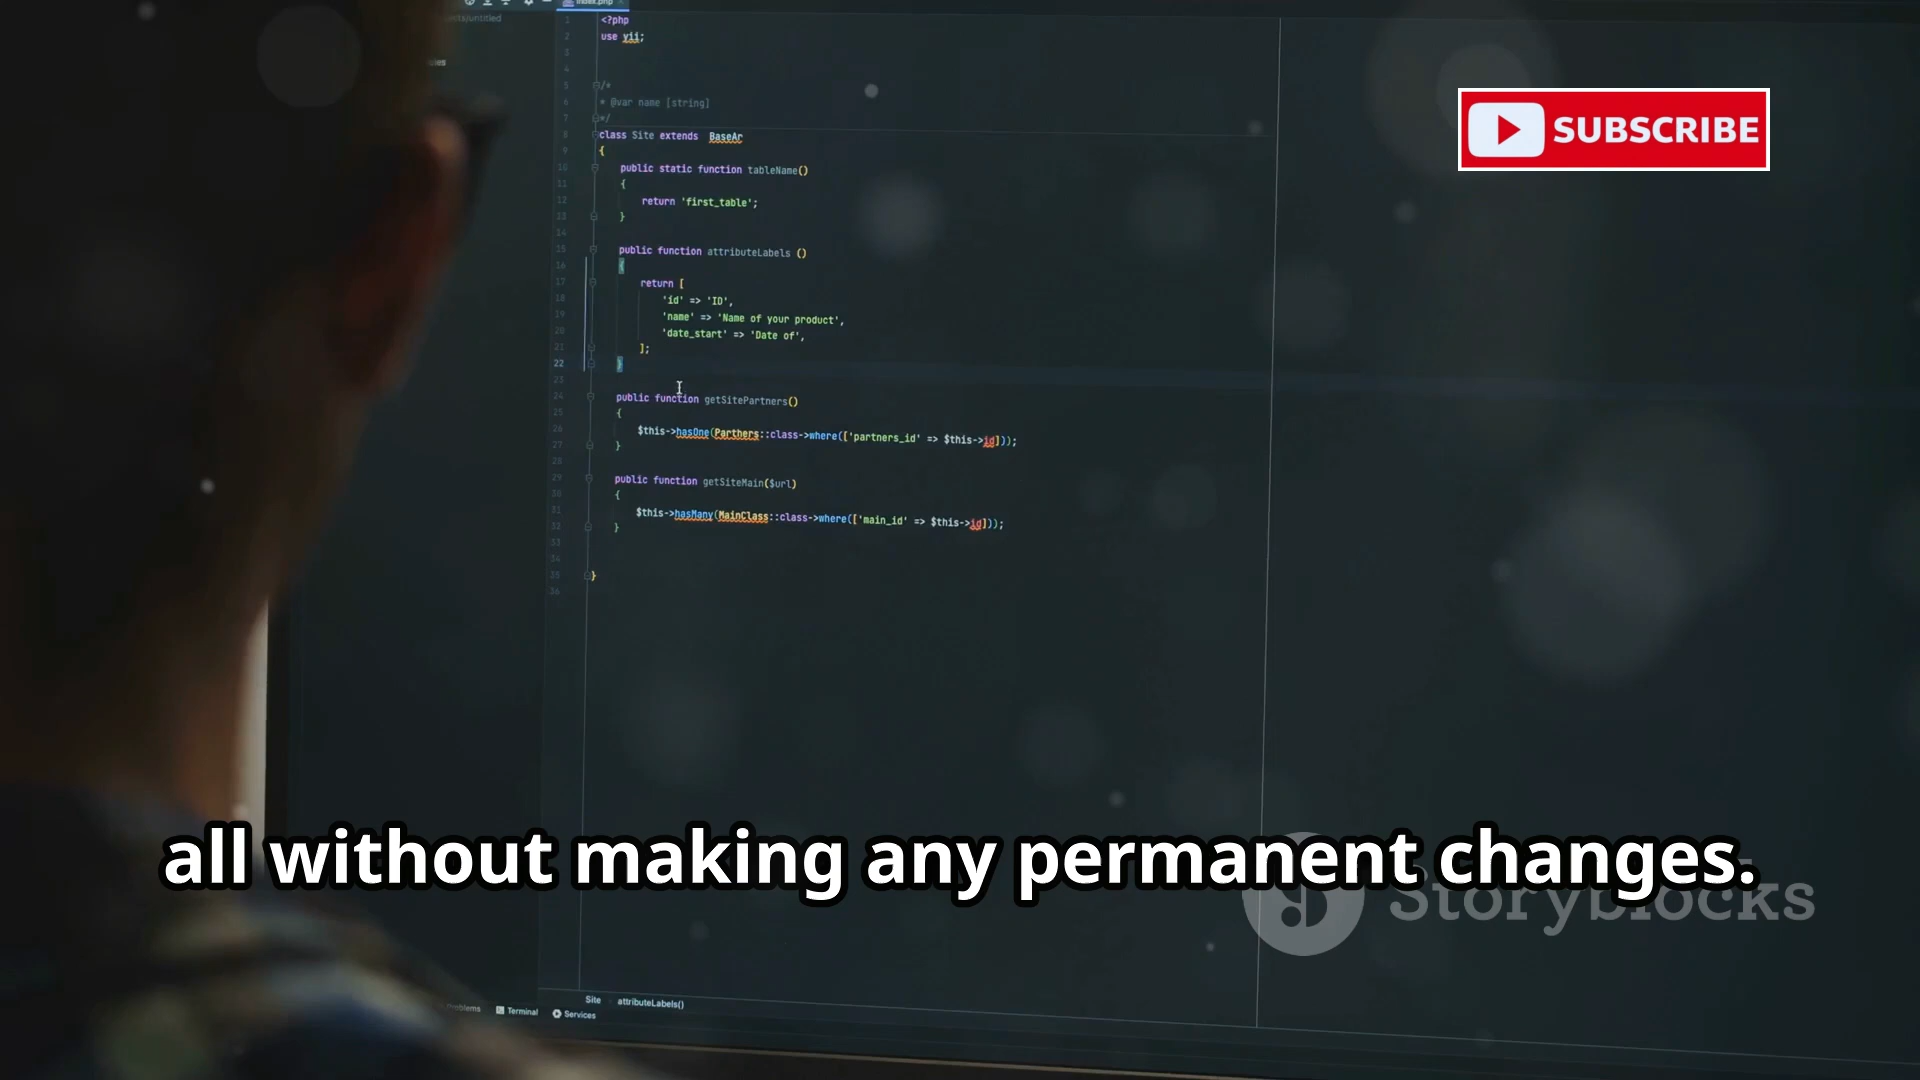 index.php
<?php
use yii;
/*
* @var name [string]
*/
class Site extends BaseAr
{
public static function tableName()
{
return 'first_table';
}
public function attributeLabels ()
{
return [
'id' => 'ID',
'name' => 'Name of your product',
'date_start' => 'Date of',
];
}
public function getSitePartners()
{
$this->hasOne(Parthers::class->where(['partners_id' => $this->id]));
}
public function getSiteMain($url)
{
$this->hasMany(MainClass::class->where(['main_id' => $this->id]));
}
}
SUBSCRIBE
all without making any permanent changes.
Storyblocks
Site attributeLabels()
Problems Terminal Services